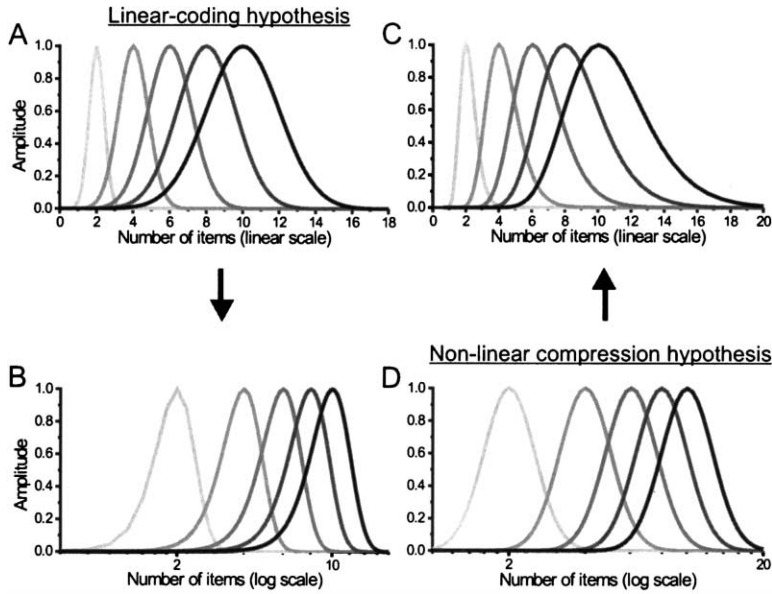 Linear-coding hypothesis
A
C
1.0
0.8
0.6
0.4
0.2
0.0
Amplitude
0 2 4 6 8 10 12 14 16 18
Number of items (linear scale)
1.0
0.8
0.6
0.4
0.2
0.0
0 2 4 6 8 10 12 14 16 18 20
Number of items (linear scale)
Non-linear compression hypothesis
B
D
1.0
0.8
0.6
0.4
0.2
0.0
Amplitude
2 10
Number of items (log scale)
1.0
0.8
0.6
0.4
0.2
0.0
2 20
Number of items (log scale)